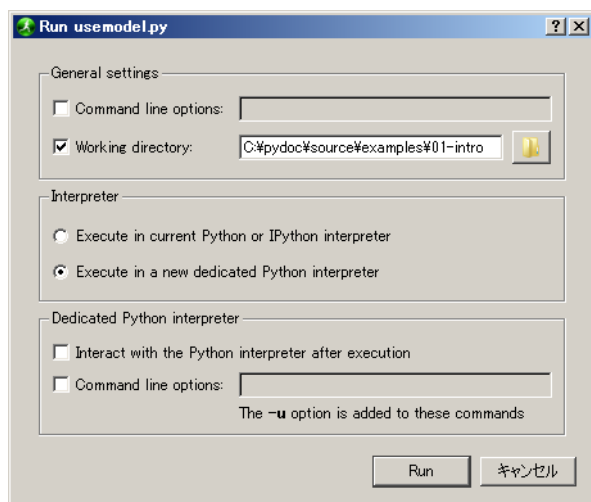 Run usemodel.py
General settings
Command line options:
Working directory: C:¥pydoc¥source¥examples¥01-intro
Interpreter
Execute in current Python or IPython interpreter
Execute in a new dedicated Python interpreter
Dedicated Python interpreter
Interact with the Python interpreter after execution
Command line options:
The -u option is added to these commands
Run キャンセル